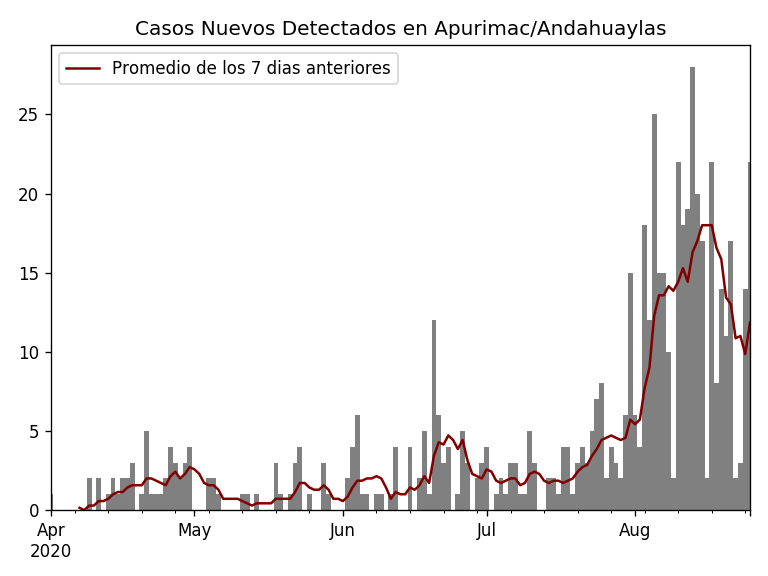 Casos Nuevos Detectados en Apurimac/Andahuaylas
Promedio de los 7 dias anteriores
25
20
15
10
5
0
Apr May Jun Jul Aug
2020